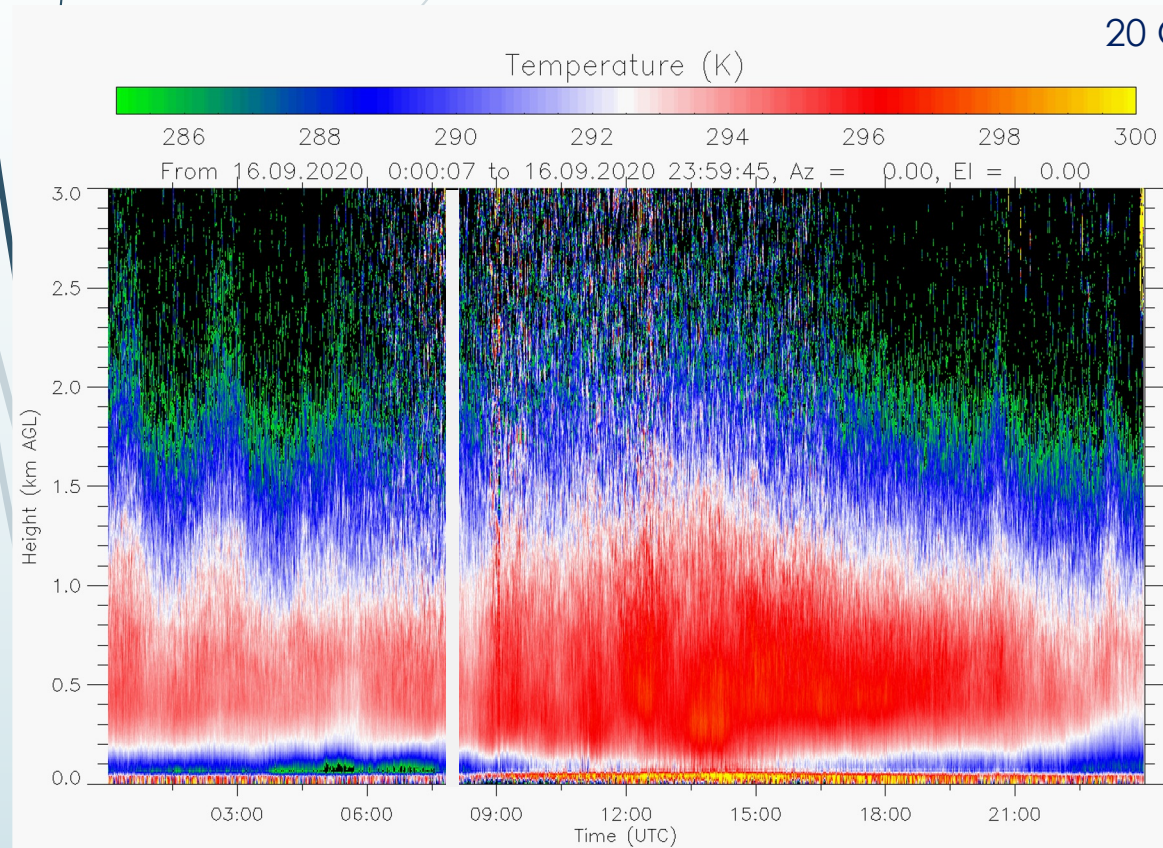 20
Temperature (K)
286 288 290 292 294 296 298 300
From 16.09.2020 0:00:07 to 16.09.2020 23:59:45, Az = 0.00, El = 0.00
3.0
2.5
2.0
1.5
1.0
0.5
0.0
Height (km AGL)
03:00 06:00 09:00 12:00 15:00 18:00 21:00
Time (UTC)